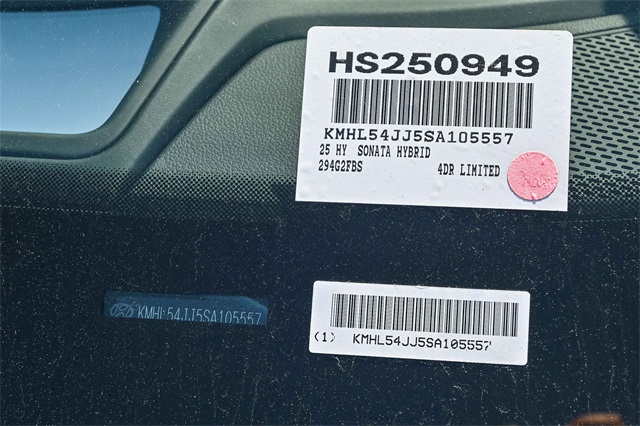 HS250949
KMHL54JJ5SA105557
25 HY SONATA HYBRID
294G2FBS 4DR LIMITED
KMHL54JJ5SA105557
(1) KMHL54JJ5SA105557